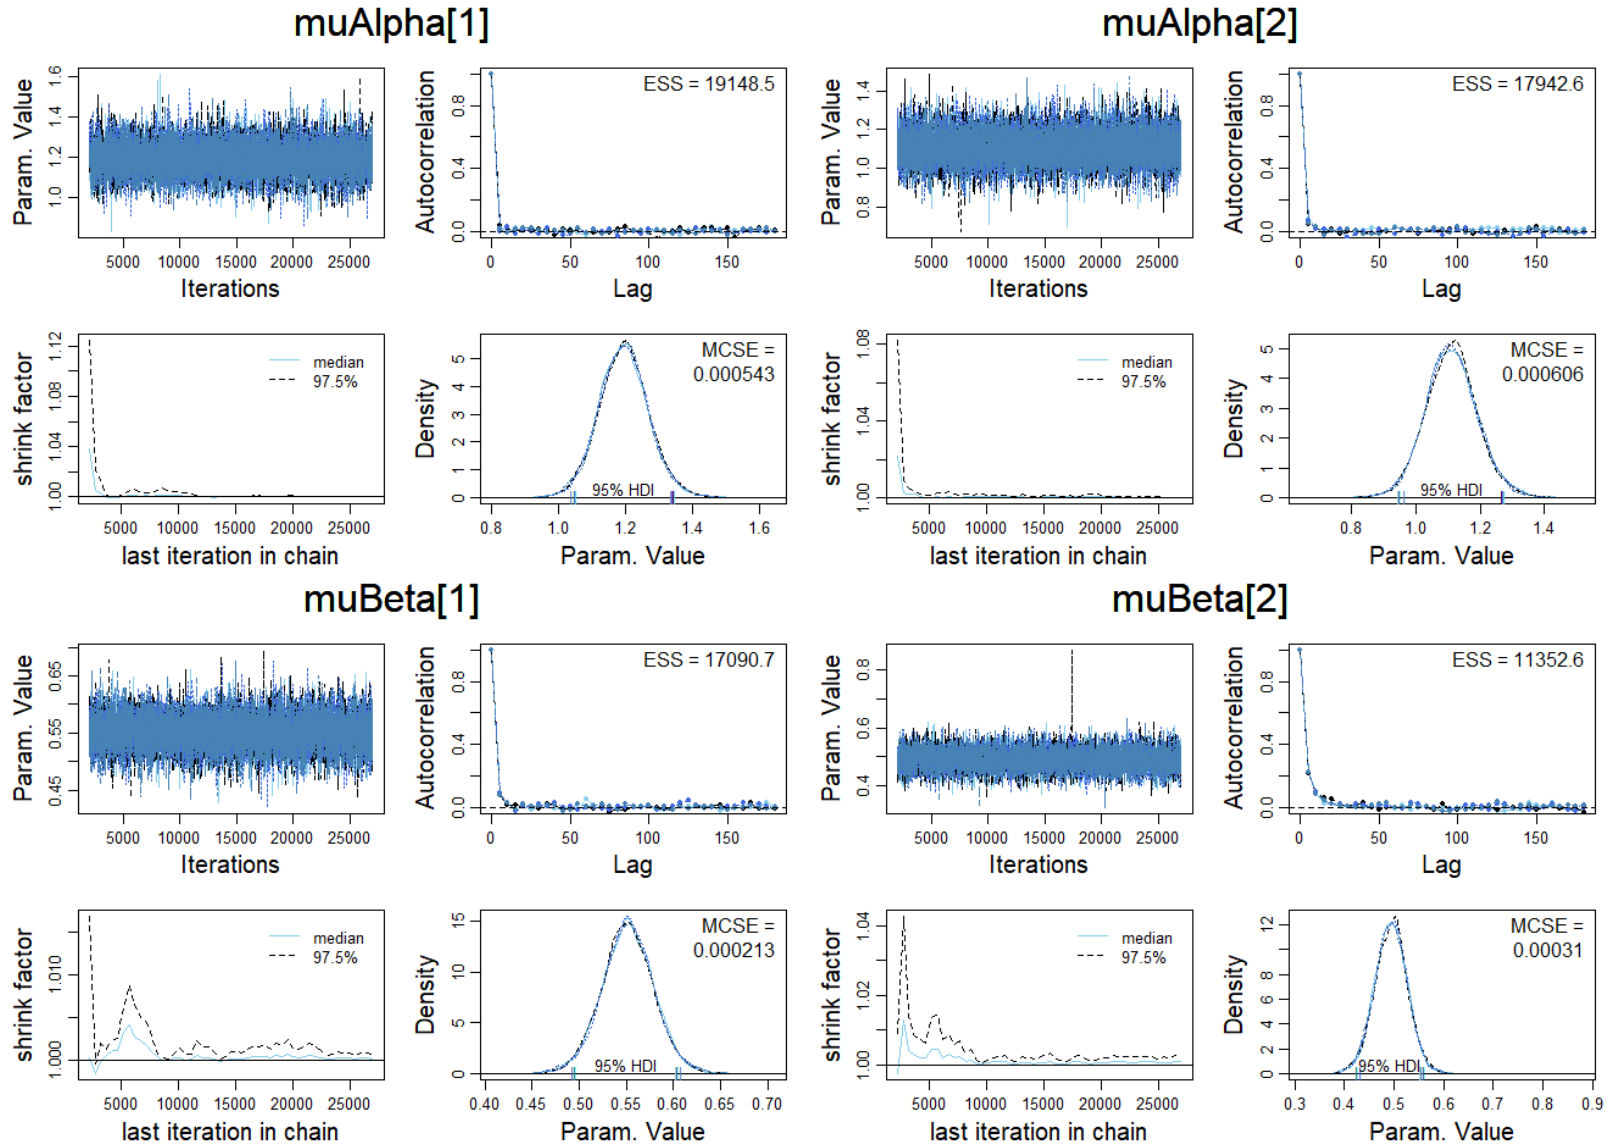 muAlpha[1]
Param. Value
1.0 1.2 1.4 1.6
5000 10000 15000 20000 25000
Iterations
Autocorrelation
0.0 0.4 0.8
ESS = 19148.5
0 50 100 150
Lag
shrink factor
1.00 1.04 1.08 1.12
median
97.5%
5000 10000 15000 20000 25000
last iteration in chain
Density
0 1 2 3 4 5
MCSE =
0.000543
95% HDI
0.8 1.0 1.2 1.4 1.6
Param. Value
muAlpha[2]
Param. Value
0.8 1.0 1.2 1.4
5000 10000 15000 20000 25000
Iterations
Autocorrelation
0.0 0.4 0.8
ESS = 17942.6
0 50 100 150
Lag
shrink factor
1.00 1.04 1.08
median
97.5%
5000 10000 15000 20000 25000
last iteration in chain
Density
0 1 2 3 4 5
MCSE =
0.000606
95% HDI
0.8 1.0 1.2 1.4
Param. Value
muBeta[1]
Param. Value
0.45 0.55 0.65
5000 10000 15000 20000 25000
Iterations
Autocorrelation
0.0 0.4 0.8
ESS = 17090.7
0 50 100 150
Lag
shrink factor
1.000 1.010
median
97.5%
5000 10000 15000 20000 25000
last iteration in chain
Density
0 5 10 15
MCSE =
0.000213
95% HDI
0.40 0.45 0.50 0.55 0.60 0.65 0.70
Param. Value
muBeta[2]
Param. Value
0.4 0.6 0.8
5000 10000 15000 20000 25000
Iterations
Autocorrelation
0.0 0.4 0.8
ESS = 11352.6
0 50 100 150
Lag
shrink factor
1.00 1.02 1.04
median
97.5%
5000 10000 15000 20000 25000
last iteration in chain
Density
0 2 4 6 8 12
MCSE =
0.00031
95% HDI
0.3 0.4 0.5 0.6 0.7 0.8 0.9
Param. Value